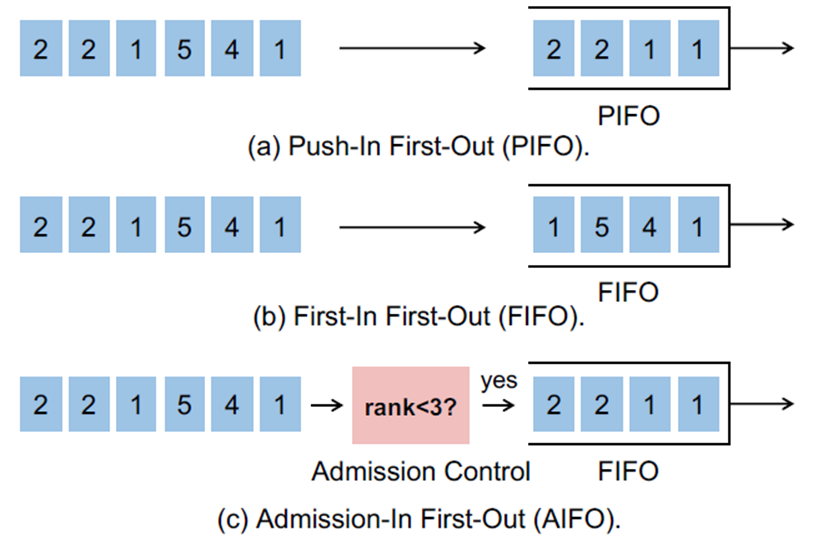 2 2 1 5 4 1 2 2 1 1
PIFO
(a) Push-In First-Out (PIFO).
2 2 1 5 4 1 1 5 4 1
FIFO
(b) First-In First-Out (FIFO).
2 2 1 5 4 1 rank<3? yes 2 2 1 1
Admission Control FIFO
(c) Admission-In First-Out (AIFO).